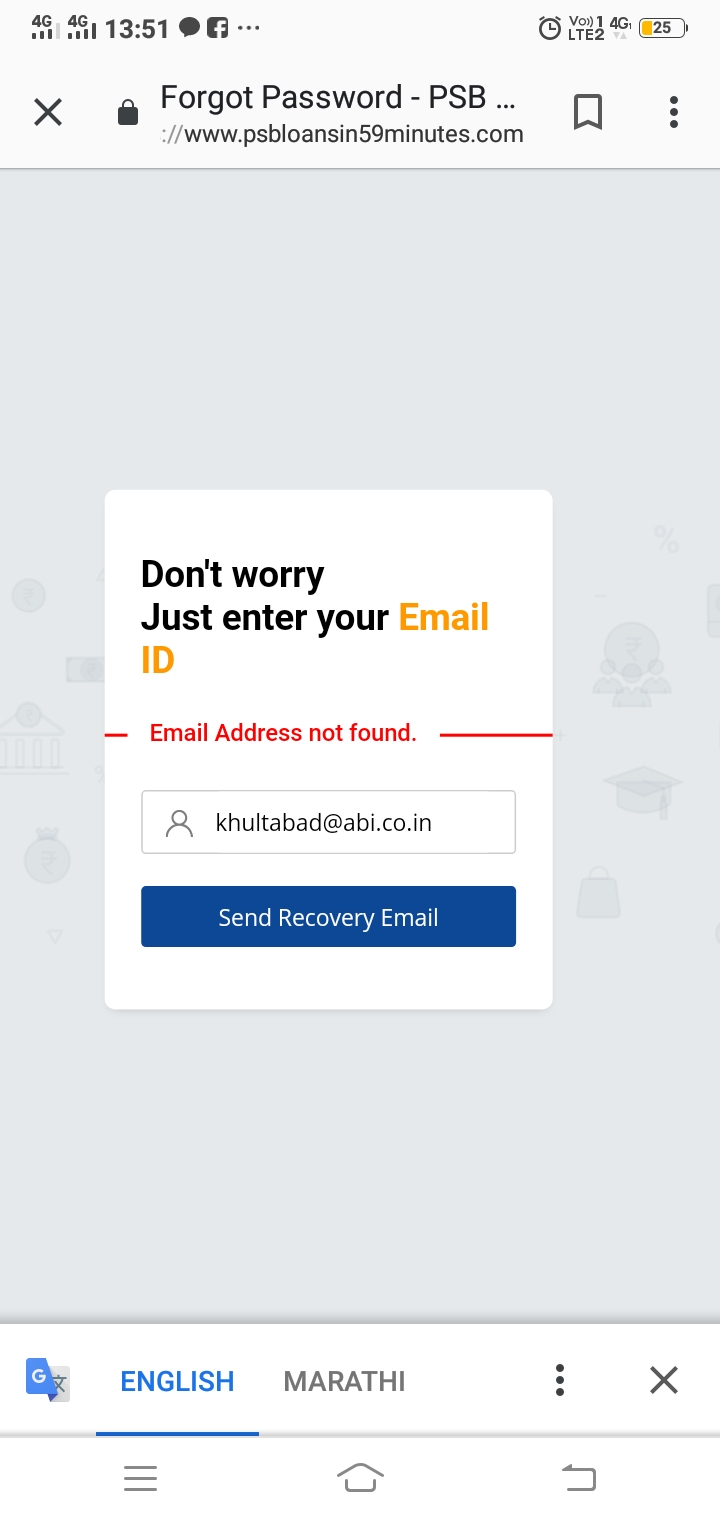 4G 4G 13:51 ... Vo)) 1 4G LTE2 25
Forgot Password - PSB ...
://www.psbloansin59minutes.com
Don't worry
Just enter your Email
ID
Email Address not found.
khultabad@abi.co.in
Send Recovery Email
ENGLISH MARATHI